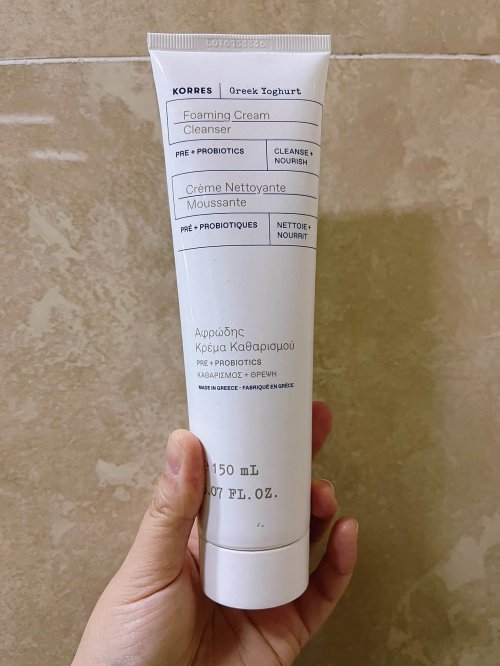 KORRES | Greek Yoghurt
Foaming Cream
Cleanser
PRE + PROBIOTICS
CLEANSE +
NOURISH
Crème Nettoyante
Moussante
PRÉ + PROBIOTIQUES
NETTOIE +
NOURRIT
Αφρώδης
Κρέμα Καθαρισμού
PRE + PROBIOTICS
ΚΑΘΑΡΙΣΜΟΣ + ΘΡΕΨΗ
MADE IN GREECE · FABRIQUÉ EN GRÈCE
150 mL
FL.OZ.